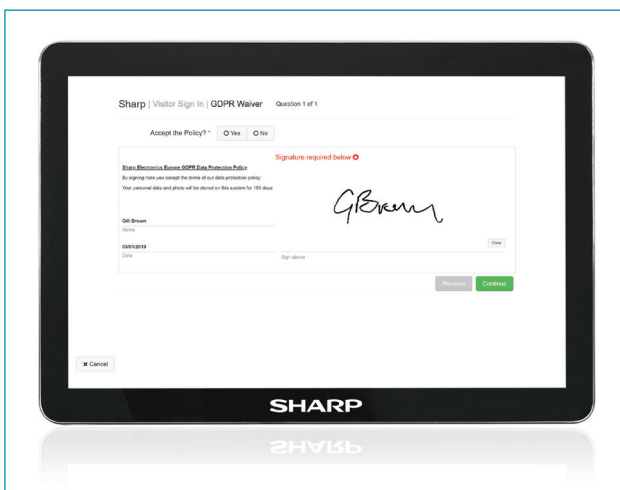 Sharp | Visitor Sign In | GDPR Waiver Question 1 of 1
Accept the Policy? * Yes No
Signature required below
Sharp Electronics Europe GDPR Data Protection Policy
By signing here you accept the terms of our data protection policy:
Your personal data and photo will be stored on this system for 180 days
GBrown
Gill Brown
Name
Clear
03/01/2019
Date Sign above
Previous Continue
✖ Cancel
SHARP
SHARP